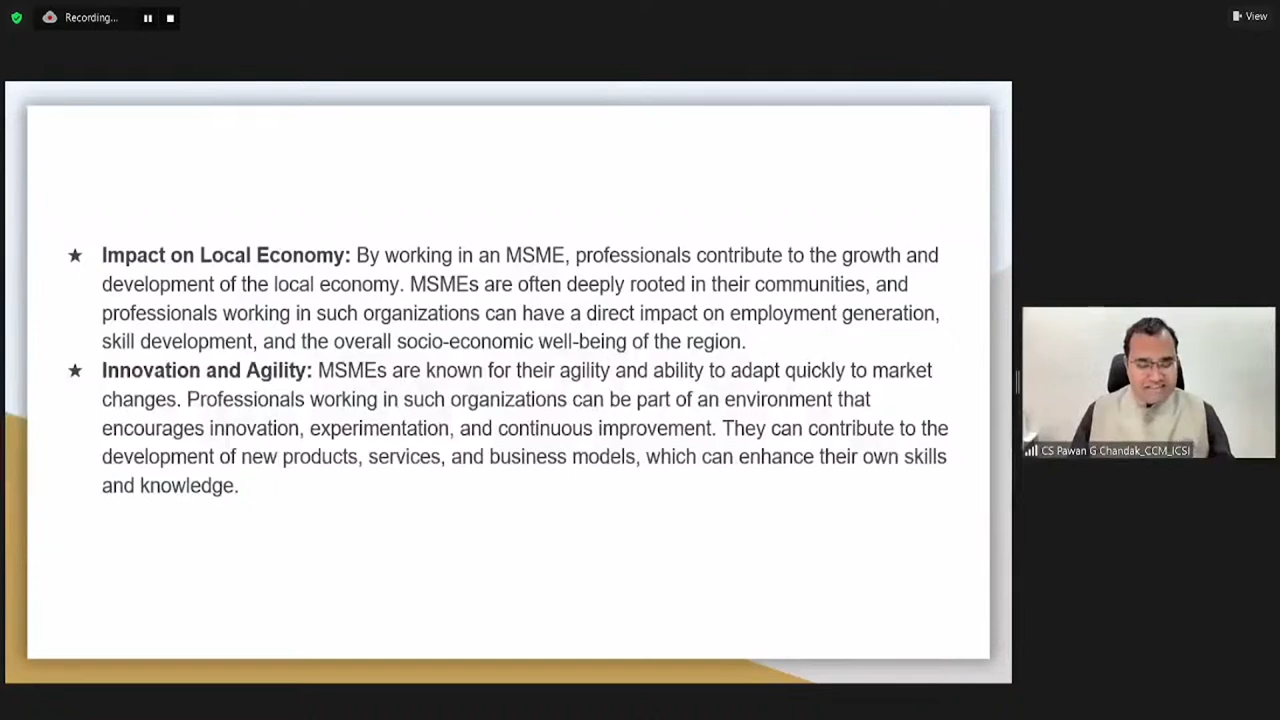 Recording...
View
★ Impact on Local Economy: By working in an MSME, professionals contribute to the growth and
development of the local economy. MSMEs are often deeply rooted in their communities, and
professionals working in such organizations can have a direct impact on employment generation,
skill development, and the overall socio-economic well-being of the region.
★ Innovation and Agility: MSMEs are known for their agility and ability to adapt quickly to market
changes. Professionals working in such organizations can be part of an environment that
encourages innovation, experimentation, and continuous improvement. They can contribute to the
development of new products, services, and business models, which can enhance their own skills
and knowledge.
CS Pawan G Chandak_CCM_ICSI